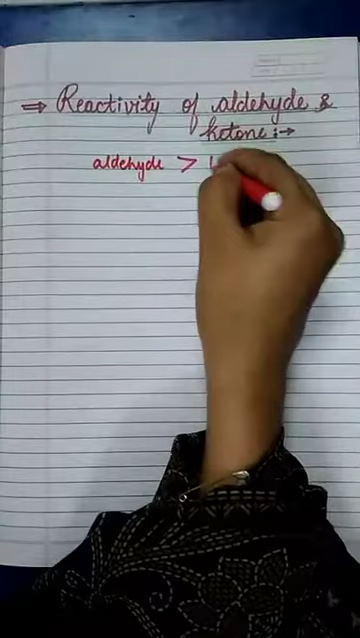 ⇒ Reactivity of aldehyde &
ketone :→
aldehyde >